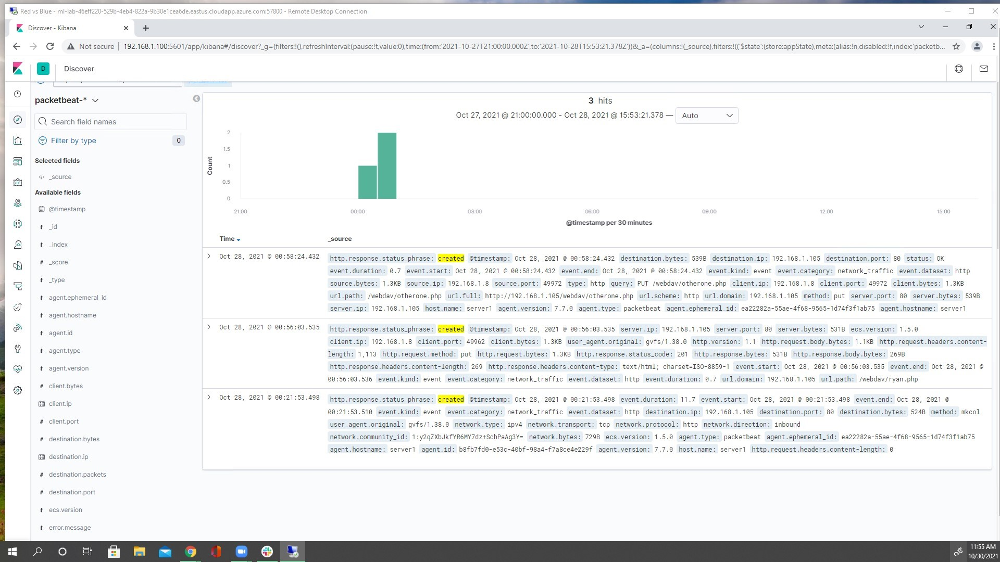 Red vs Blue - ml-lab-46eff220-529b-4eb4-822a-9b30e1cea6de.eastus.cloudapp.azure.com:57800 - Remote Desktop Connection
Discover - Kibana
Not secure
192.168.1.100:5601/app/kibana#/discover?_g=(filters:!(),refreshInterval:(pause:!t,value:0),time:(from:'2021-10-27T21:00:00.000Z',to:'2021-10-28T15:53:21.378Z'))&_a=(columns:!(_source),filters:!(('$state':(store:appState),meta:(alias:!n,disabled:!f,index:'packetb...
D
Discover
packetbeat-*
Search field names
Filter by type
0
Selected fields
_source
Available fields
@timestamp
t _id
t _index
# _score
t _type
t agent.ephemeral_id
t agent.hostname
t agent.id
t agent.type
t agent.version
# client.bytes
client.ip
# client.port
# destination.bytes
destination.ip
# destination.packets
# destination.port
t ecs.version
t error.message
3 hits
Oct 27, 2021 @ 21:00:00.000 - Oct 28, 2021 @ 15:53:21.378 —
Auto
Count
2
1.5
1
0.5
0
21:00
00:00
03:00
06:00
09:00
12:00
15:00
@timestamp per 30 minutes
Time
_source
Oct 28, 2021 @ 00:58:24.432
http.response.status_phrase: created @timestamp: Oct 28, 2021 @ 00:58:24.432 destination.bytes: 539B destination.ip: 192.168.1.105 destination.port: 80 status: OK
event.duration: 0.7 event.start: Oct 28, 2021 @ 00:58:24.432 event.end: Oct 28, 2021 @ 00:58:24.432 event.kind: event event.category: network_traffic event.dataset: http
source.bytes: 1.3KB source.ip: 192.168.1.8 source.port: 49972 type: http query: PUT /webdav/otherone.php client.ip: 192.168.1.8 client.port: 49972 client.bytes: 1.3KB
url.path: /webdav/otherone.php url.full: http://192.168.1.105/webdav/otherone.php url.scheme: http url.domain: 192.168.1.105 method: put server.port: 80 server.bytes: 539B
server.ip: 192.168.1.105 host.name: server1 agent.version: 7.7.0 agent.type: packetbeat agent.ephemeral_id: ea22282a-55ae-4f68-9565-1d74f3f1ab75 agent.hostname: server1
Oct 28, 2021 @ 00:56:03.535
http.response.status_phrase: created @timestamp: Oct 28, 2021 @ 00:56:03.535 server.ip: 192.168.1.105 server.port: 80 server.bytes: 531B ecs.version: 1.5.0
client.ip: 192.168.1.8 client.port: 49962 client.bytes: 1.3KB user_agent.original: gvfs/1.38.0 http.version: 1.1 http.request.body.bytes: 1.1KB http.request.headers.content-
length: 1,113 http.request.method: put http.request.bytes: 1.3KB http.response.status_code: 201 http.response.bytes: 531B http.response.body.bytes: 269B
http.response.headers.content-length: 269 http.response.headers.content-type: text/html; charset=ISO-8859-1 event.start: Oct 28, 2021 @ 00:56:03.535 event.end: Oct 28, 2021 @
00:56:03.536 event.kind: event event.category: network_traffic event.dataset: http event.duration: 0.7 url.domain: 192.168.1.105 url.path: /webdav/ryan.php
Oct 28, 2021 @ 00:21:53.498
http.response.status_phrase: created @timestamp: Oct 28, 2021 @ 00:21:53.498 event.duration: 11.7 event.start: Oct 28, 2021 @ 00:21:53.498 event.end: Oct 28, 2021 @
00:21:53.510 event.kind: event event.category: network_traffic event.dataset: http destination.ip: 192.168.1.105 destination.port: 80 destination.bytes: 524B method: mkcol
user_agent.original: gvfs/1.38.0 network.type: ipv4 network.transport: tcp network.protocol: http network.direction: inbound
network.community_id: 1:y2qZXbJkfYR6MY7dz+SchPaAg3Y= network.bytes: 729B ecs.version: 1.5.0 agent.type: packetbeat agent.ephemeral_id: ea22282a-55ae-4f68-9565-1d74f3f1ab75
agent.hostname: server1 agent.id: b8fb7fd0-e53c-40bf-98a4-f7a8ce4e229f agent.version: 7.7.0 host.name: server1 http.request.headers.content-length: 0
11:55 AM
10/30/2021